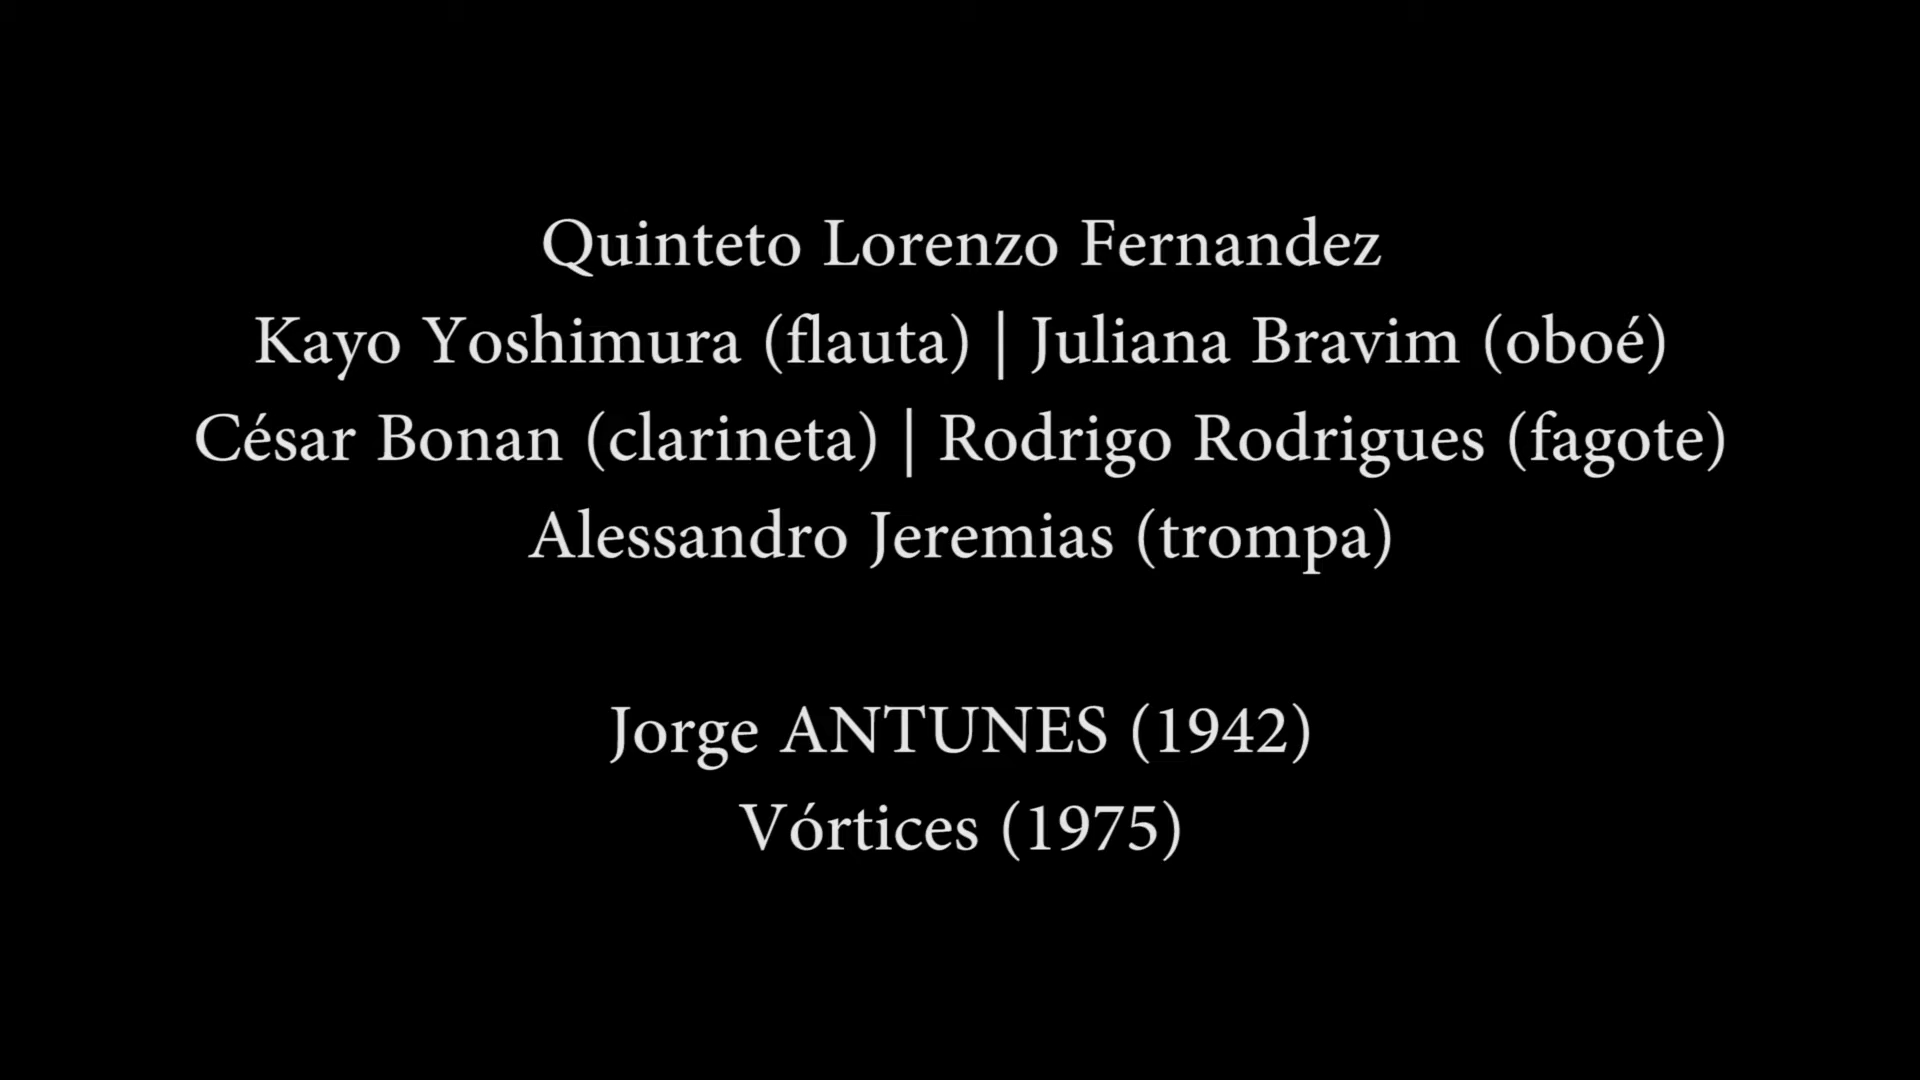 Quinteto Lorenzo Fernandez
Kayo Yoshimura (flauta) | Juliana Bravim (oboé)
César Bonan (clarineta) | Rodrigo Rodrigues (fagote)
Alessandro Jeremias (trompa)
Jorge ANTUNES (1942)
Vórtices (1975)